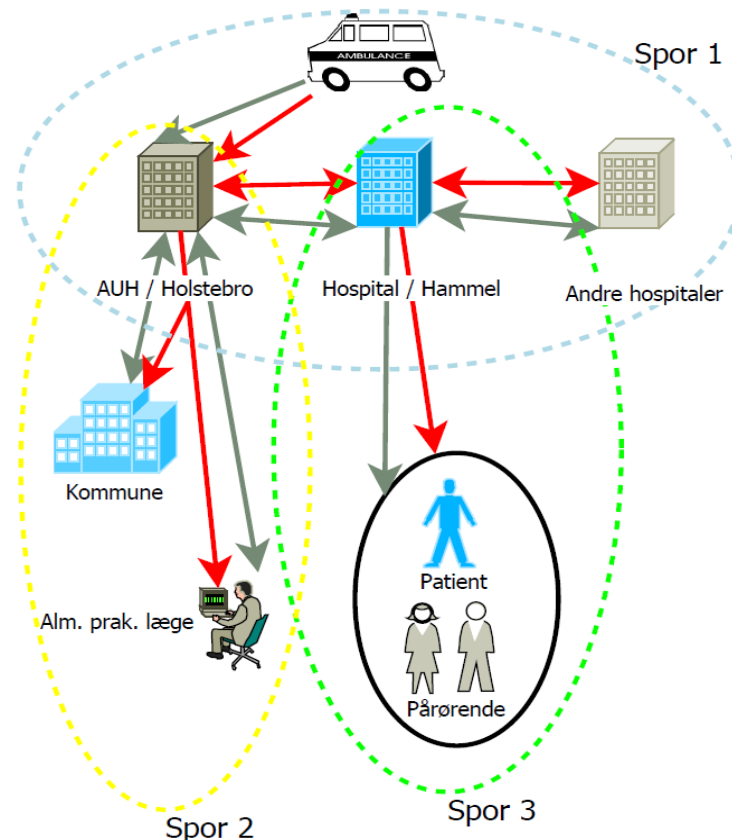 Spor 1
AMBULANCE
AUH / Holstebro
Hospital / Hammel
Andre hospitaler
Kommune
Patient
Alm. prak. læge
Pårørende
Spor 3
Spor 2